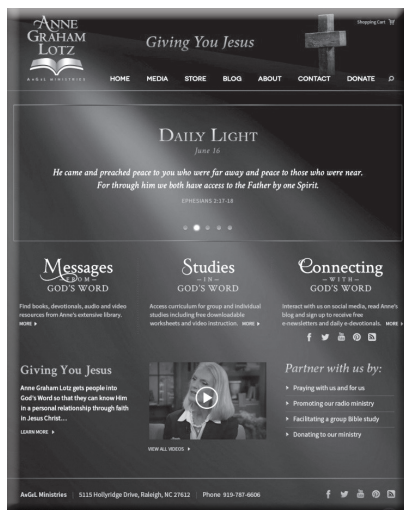 Anne
Graham
Lotz
AnGeL Ministries
Giving You Jesus
Shopping Cart
HOME MEDIA STORE BLOG ABOUT CONTACT DONATE
Daily Light
June 16
He came and preached peace to you who were far away and peace to those who were near.
For through him we both have access to the Father by one Spirit.
EPHESIANS 2:17-18
Messages
FROM
GOD'S WORD
Find books, devotionals, audio and video
resources from Anne's extensive library.
MORE
Studies
IN
GOD'S WORD
Access curriculum for group and individual
studies including free downloadable
worksheets and video instruction. MORE
Connecting
WITH
GOD'S WORD
Interact with us on social media, read Anne's
blog and sign up to receive free
e-newsletters and daily e-devotionals. MORE
Giving You Jesus
Anne Graham Lotz gets people into
God's Word so that they can know Him
in a personal relationship through faith
in Jesus Christ...
LEARN MORE
VIEW ALL VIDEOS
Partner with us by:
Praying with us and for us
Promoting our radio ministry
Facilitating a group Bible study
Donating to our ministry
AnGeL Ministries | 5115 Hollyridge Drive, Raleigh, NC 27612 | Phone 919-787-6606